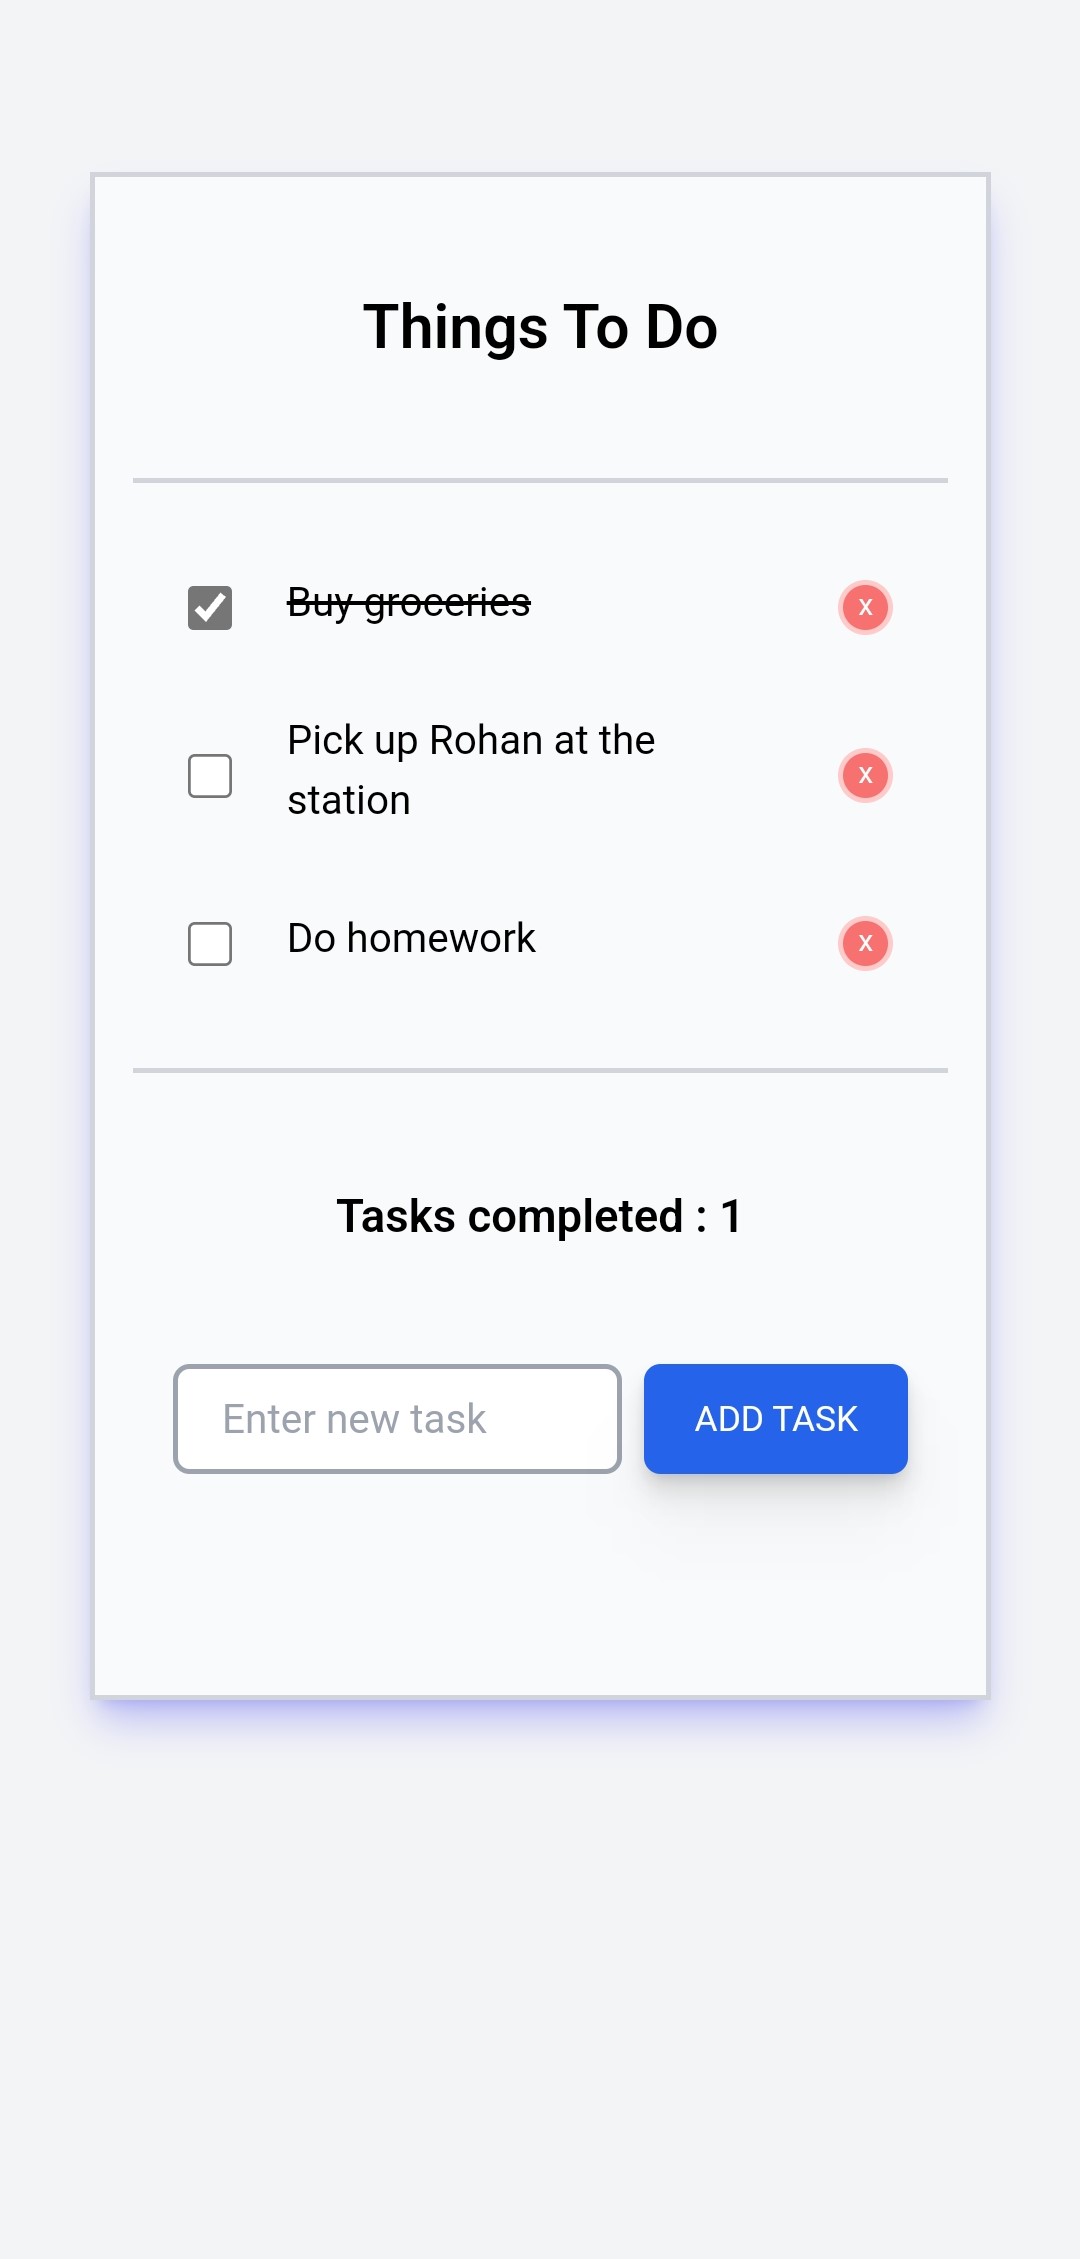 Things To Do
Buy groceries
X
Pick up Rohan at the
station
X
Do homework
X
Tasks completed : 1
Enter new task
ADD TASK